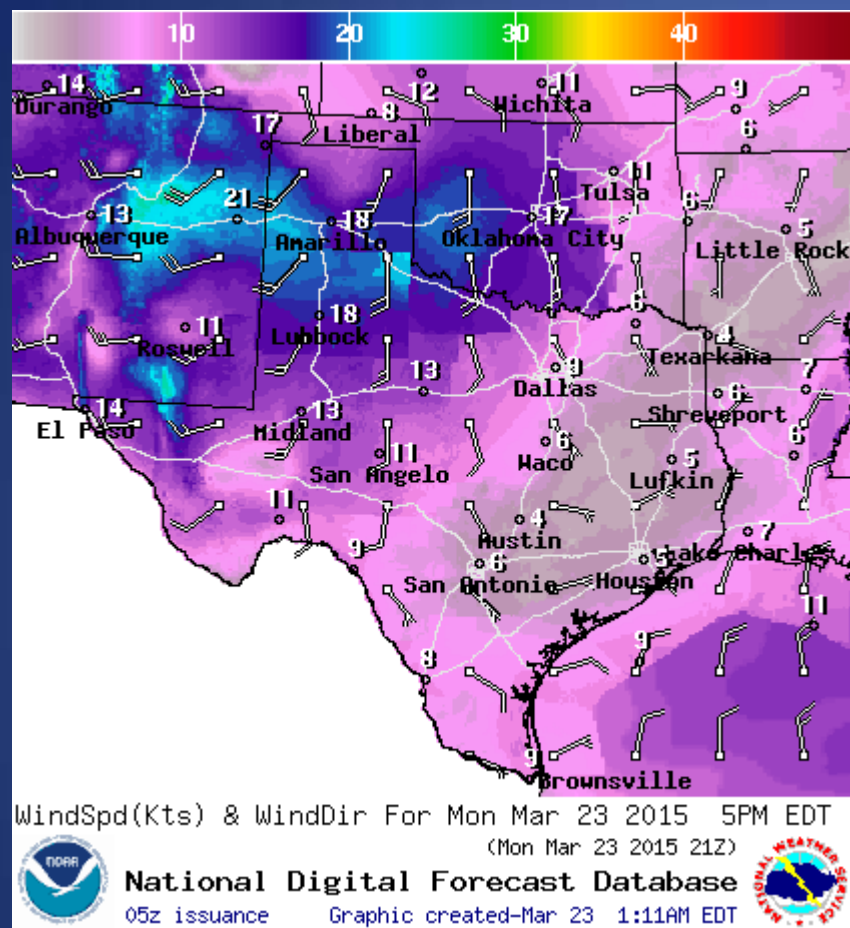 10 20 30 40
14 11 9
Durango 12 Wichita
8
17 Liberal 6
11
Tulsa
13 21 18 17 6 5
Albuquerque Amarillo Oklahoma City Little Rock
18 6
11 Lubbock 4
Roswell Texarkana
13 9 7
Dallas 6
14 13 Shreveport
El Paso Midland
11 6 6
San Angelo Waco 5
Lufkin
11 4 7
Austin Lake Charles
9 6 5
San Antonio Houston
11
9
8
9
Brownsville
WindSpd(Kts) & WindDir For Mon Mar 23 2015 5PM EDT
(Mon Mar 23 2015 21Z)
NOAA
National Digital Forecast Database
05z issuance Graphic created-Mar 23 1:11AM EDT
NATIONAL WEATHER SERVICE